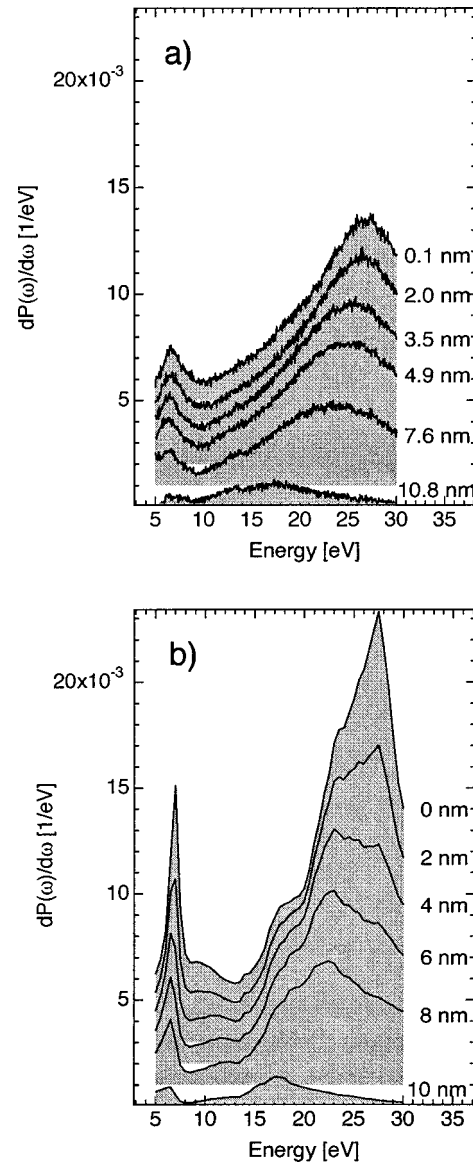 a)
20x10⁻³
15
10
5
dP(ω)/dω [1/eV]
0.1 nm
2.0 nm
3.5 nm
4.9 nm
7.6 nm
10.8 nm
5 10 15 20 25 30 35
Energy [eV]
b)
20x10⁻³
15
10
5
dP(ω)/dω [1/eV]
0 nm
2 nm
4 nm
6 nm
8 nm
10 nm
5 10 15 20 25 30 35
Energy [eV]